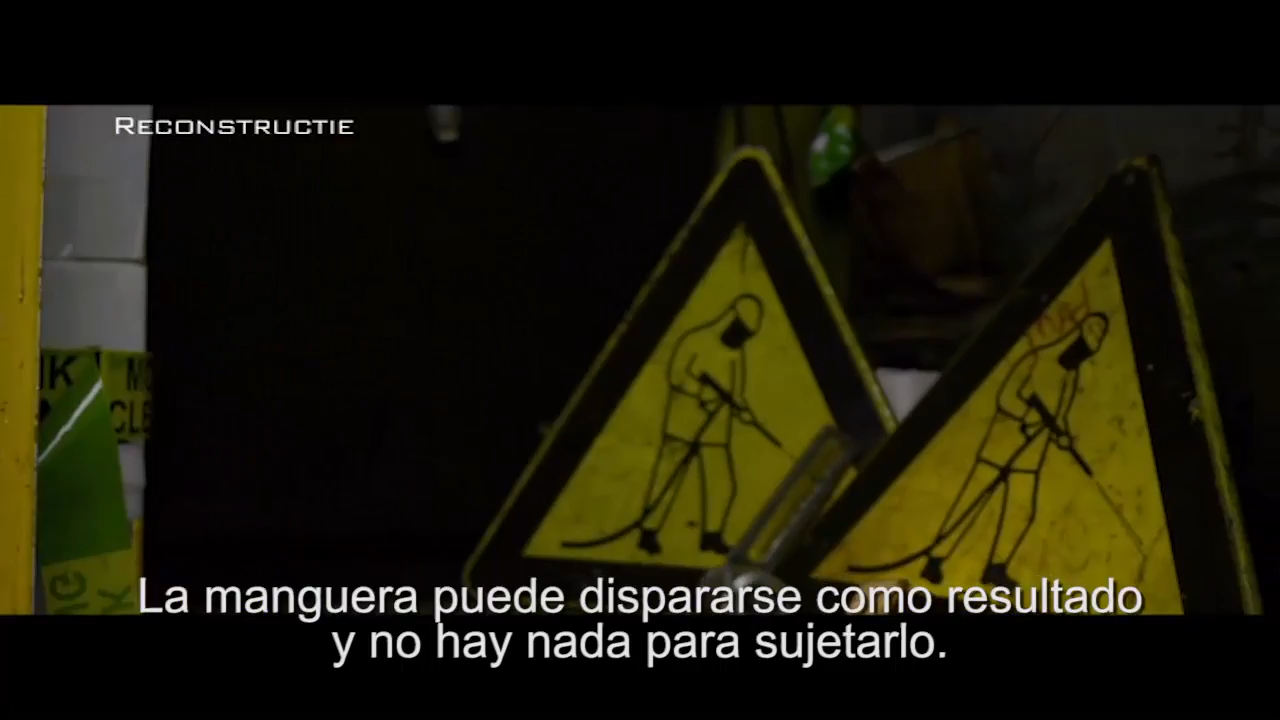 RECONSTRUCTIE
La manguera puede dispararse como resultado
y no hay nada para sujetarlo.